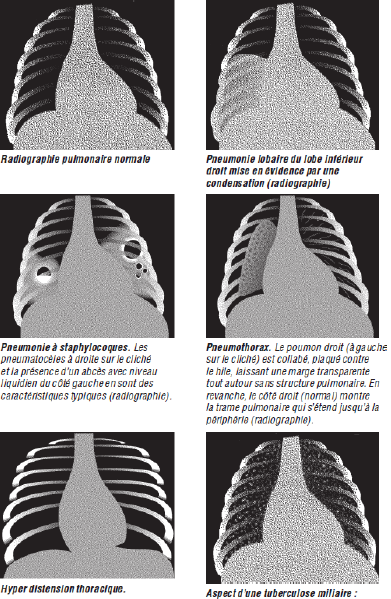 Radiographie pulmonaire normale
Pneumonie lobaire du lobe inférieur
droit mise en évidence par une
condensation (radiographie)
Pneumonie à staphylocoques. Les
pneumatocèles à droite sur le cliché
et la présence d'un abcès avec niveau
liquidien du côté gauche en sont des
caractéristiques typiques (radiographie).
Pneumothorax. Le poumon droit (à gauche
sur le cliché) est collabé, plaqué contre
le hile, laissant une marge transparente
tout autour sans structure pulmonaire. En
revanche, le côté droit (normal) montre
la trame pulmonaire qui s'étend jusqu'à la
périphérie (radiographie).
Hyper distension thoracique.
Aspect d'une tuberculose miliaire :